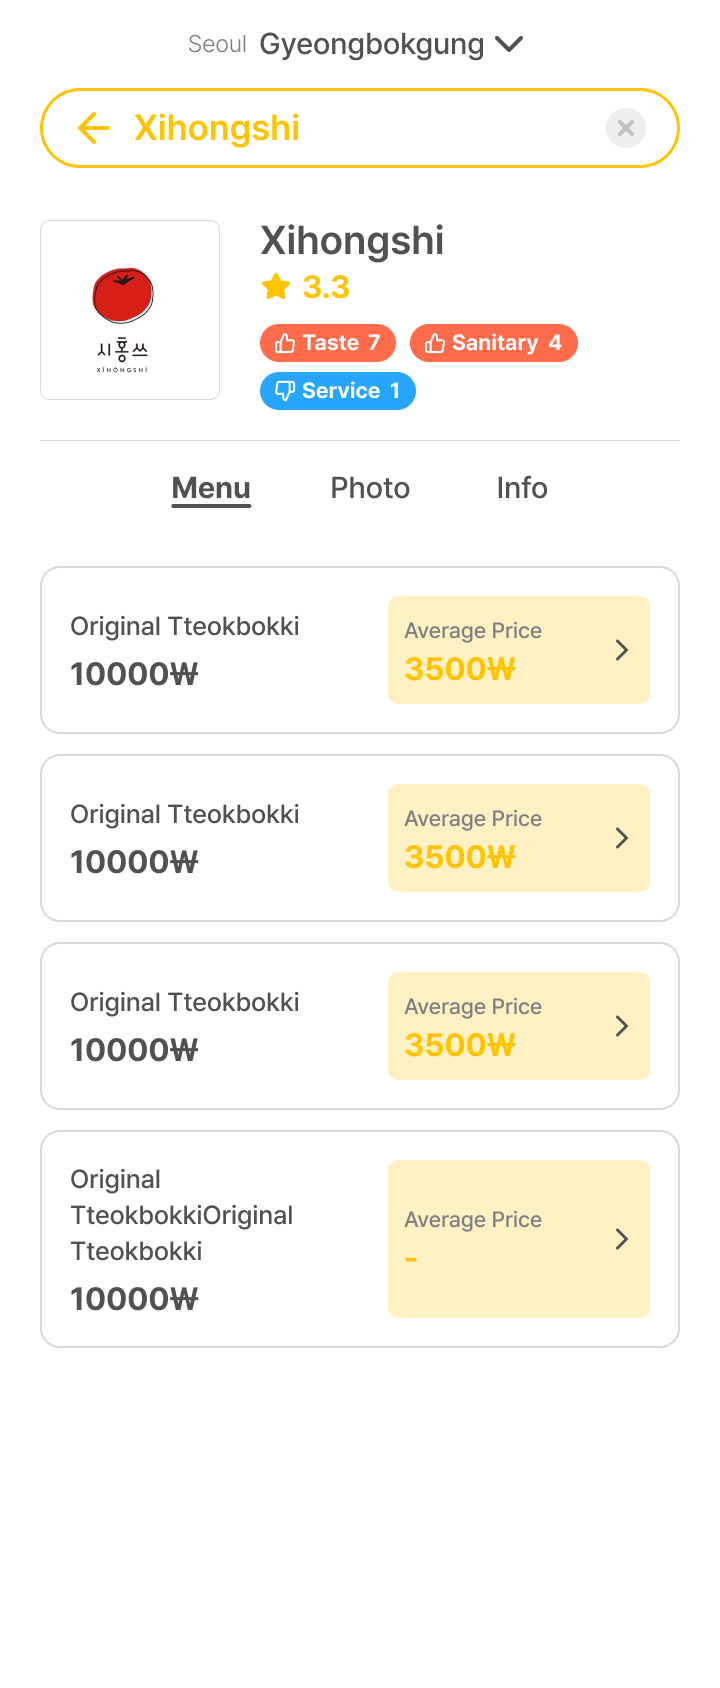 Seoul Gyeongbokgung
Xihongshi
시홍쓰
XĪHÓNGSHÌ
Xihongshi
3.3
Taste 7 Sanitary 4
Service 1
Menu Photo Info
Original Tteokbokki
10000₩
Average Price
3500₩
Original Tteokbokki
10000₩
Average Price
3500₩
Original Tteokbokki
10000₩
Average Price
3500₩
Original
TteokbokkiOriginal
Tteokbokki
10000₩
Average Price
-